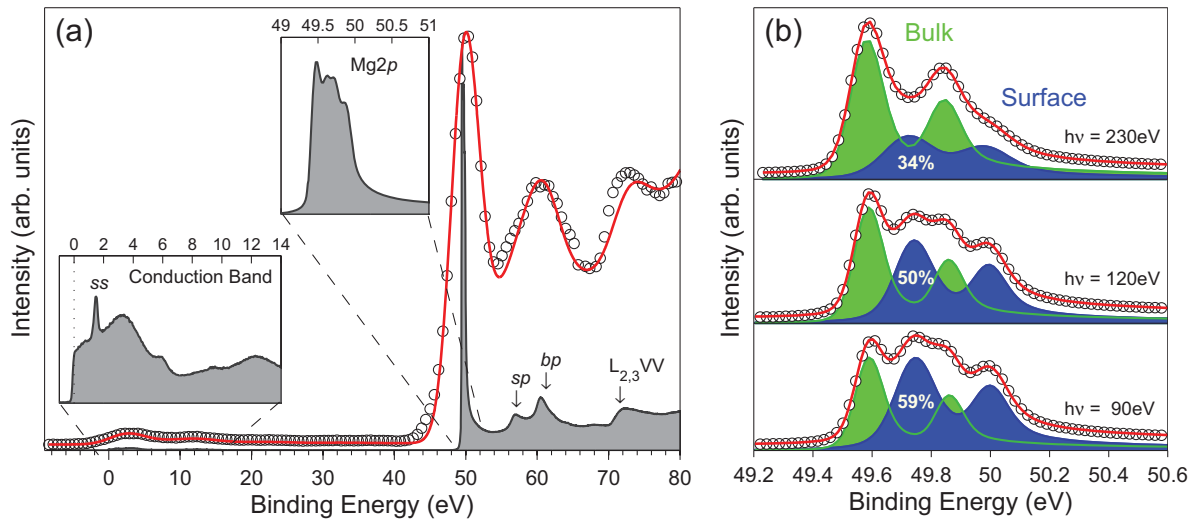 (a)
49 49.5 50 50.5 51
Mg2p
0 2 4 6 8 10 12 14
ss
Conduction Band
sp
bp
L2,3VV
Intensity (arb. units)
0 10 20 30 40 50 60 70 80
Binding Energy (eV)
(b)
Bulk
Surface
hν = 230eV
34%
hν = 120eV
50%
hν = 90eV
59%
Intensity (arb. units)
49.2 49.4 49.6 49.8 50 50.2 50.4 50.6
Binding Energy (eV)